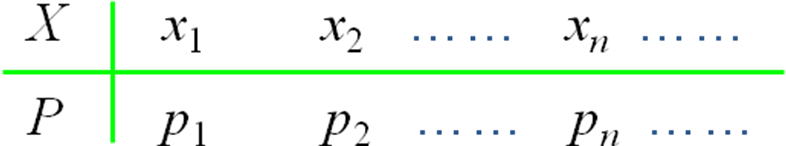 X x₁ x₂ …… xₙ ……
P p₁ p₂ …… pₙ ……